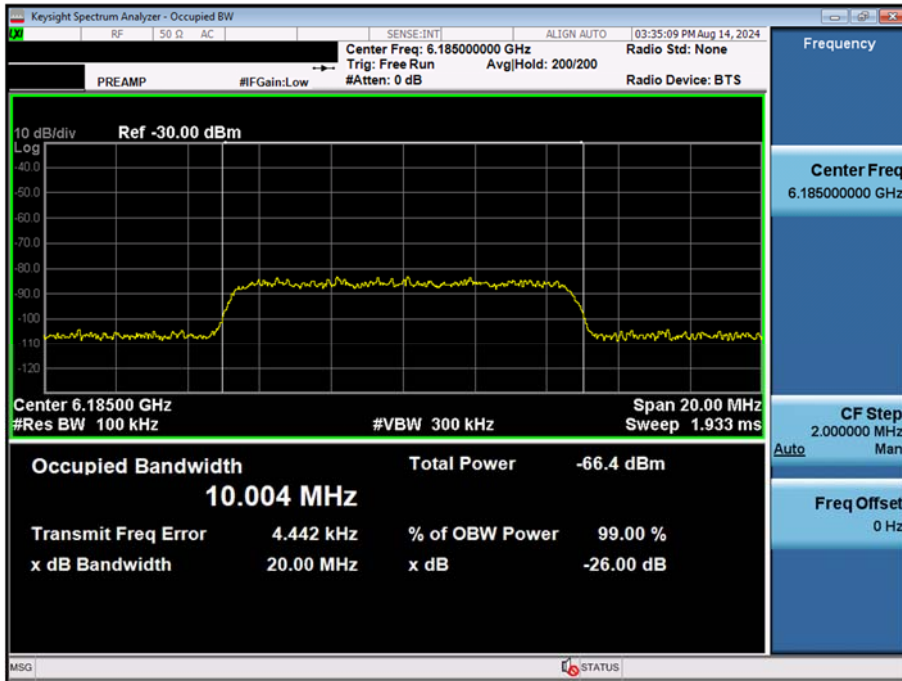 Keysight Spectrum Analyzer - Occupied BW
LXI RF 50 Ω AC SENSE:INT ALIGN AUTO 03:35:09 PM Aug 14, 2024
Center Freq: 6.185000000 GHz Radio Std: None
Trig: Free Run Avg|Hold: 200/200
PREAMP #IFGain:Low #Atten: 0 dB Radio Device: BTS
Frequency
10 dB/div Ref -30.00 dBm
Log
-40.0
-50.0
-60.0
-70.0
-80.0
-90.0
-100
-110
-120
Center 6.18500 GHz Span 20.00 MHz
#Res BW 100 kHz #VBW 300 kHz Sweep 1.933 ms
Occupied Bandwidth Total Power -66.4 dBm
10.004 MHz
Transmit Freq Error 4.442 kHz % of OBW Power 99.00 %
x dB Bandwidth 20.00 MHz x dB -26.00 dB
Center Freq
6.185000000 GHz
CF Step
2.000000 MHz
Auto Man
Freq Offset
0 Hz
MSG STATUS